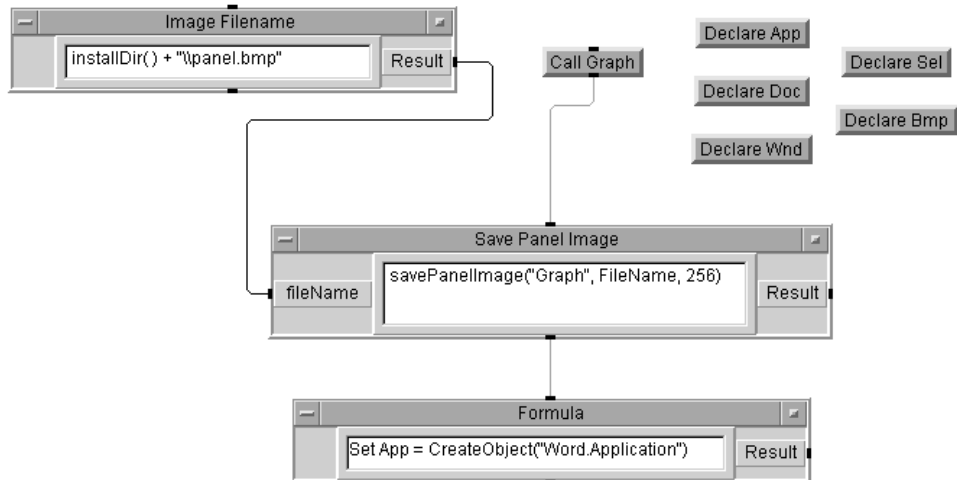 Image Filename
installDir() + "\\panel.bmp"
Result
Call Graph
Declare App
Declare Sel
Declare Doc
Declare Bmp
Declare Wnd
Save Panel Image
fileName
savePanelImage("Graph", FileName, 256)
Result
Formula
Set App = CreateObject("Word.Application")
Result